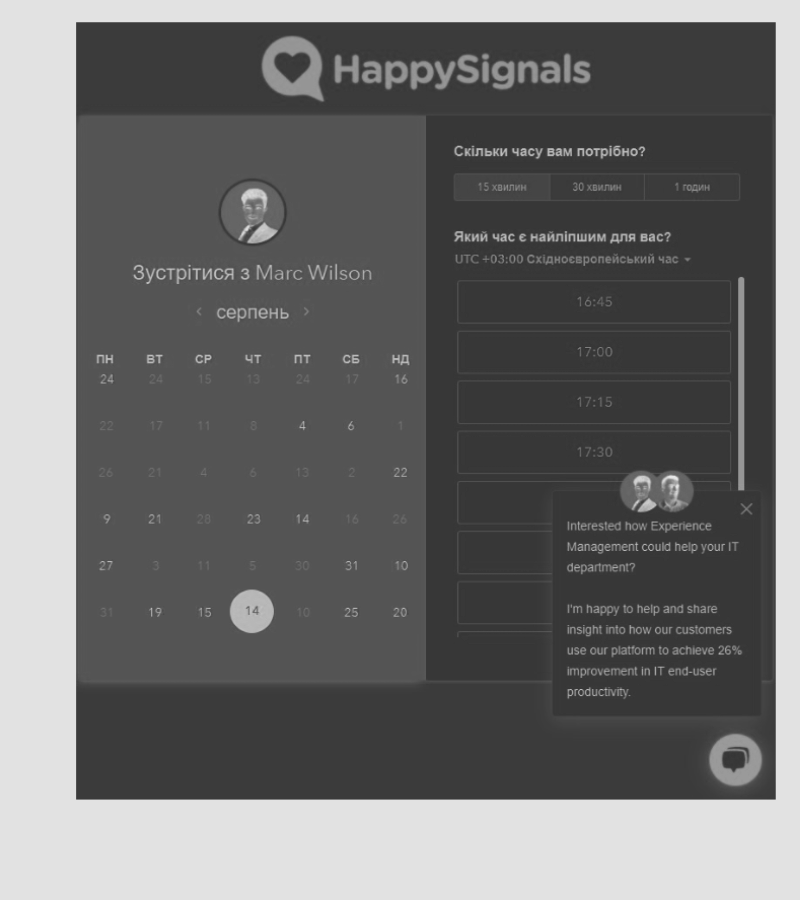 HappySignals
Зустрітися з Marc Wilson
серпень
ПН ВТ СР ЧТ ПТ СБ НД
24 24 15 13 24 17 16
22 17 11 8 4 6 1
26 21 4 6 13 2 22
9 21 28 23 14 16 26
27 3 11 5 30 31 10
31 19 15 14 10 25 20
Скільки часу вам потрібно?
15 хвилин 30 хвилин 1 годин
Який час є найліпшим для вас?
UTC +03:00 Східноєвропейський час
16:45
17:00
17:15
17:30
Interested how Experience
Management could help your IT
department?
I'm happy to help and share
insight into how our customers
use our platform to achieve 26%
improvement in IT end-user
productivity.